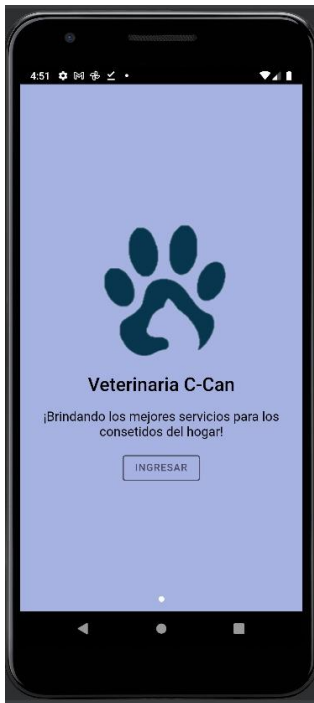 4:51
Veterinaria C-Can
¡Brindando los mejores servicios para los
consetidos del hogar!
INGRESAR